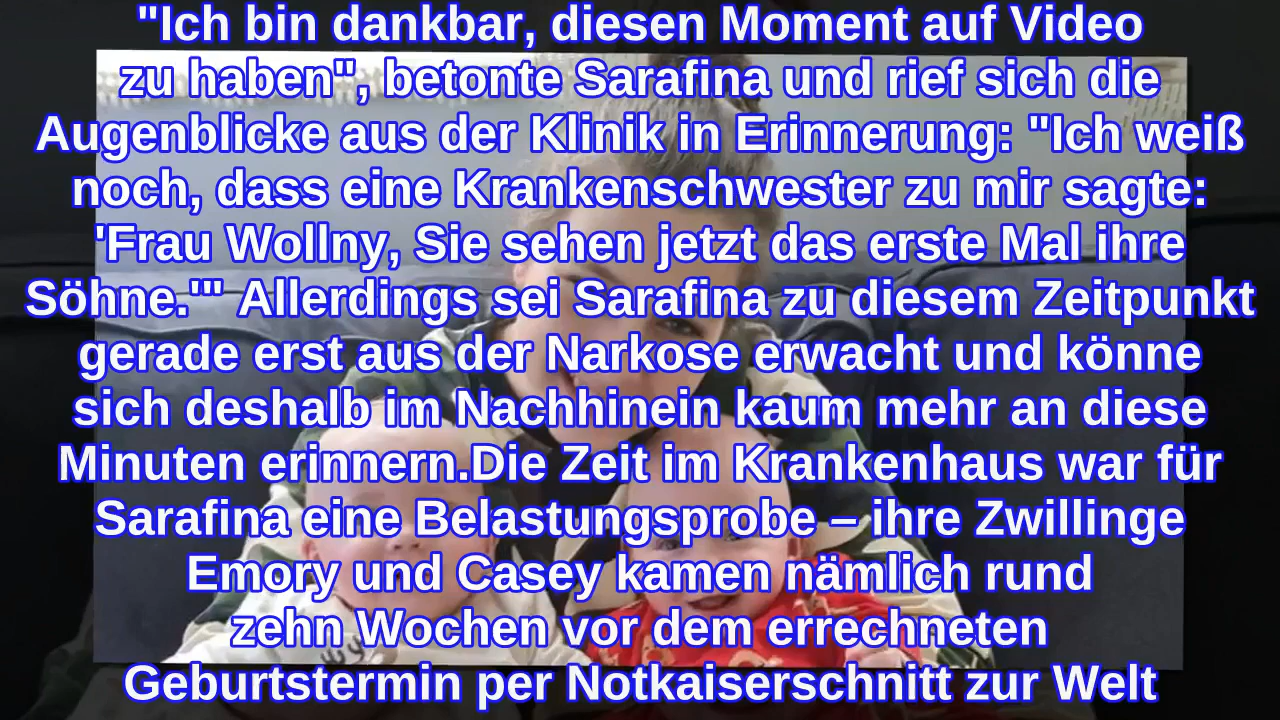 "Ich bin dankbar, diesen Moment auf Video
zu haben", betonte Sarafina und rief sich die
Augenblicke aus der Klinik in Erinnerung: "Ich weiß
noch, dass eine Krankenschwester zu mir sagte:
'Frau Wollny, Sie sehen jetzt das erste Mal ihre
Söhne.'" Allerdings sei Sarafina zu diesem Zeitpunkt
gerade erst aus der Narkose erwacht und könne
sich deshalb im Nachhinein kaum mehr an diese
Minuten erinnern.Die Zeit im Krankenhaus war für
Sarafina eine Belastungsprobe – ihre Zwillinge
Emory und Casey kamen nämlich rund
zehn Wochen vor dem errechneten
Geburtstermin per Notkaiserschnitt zur Welt